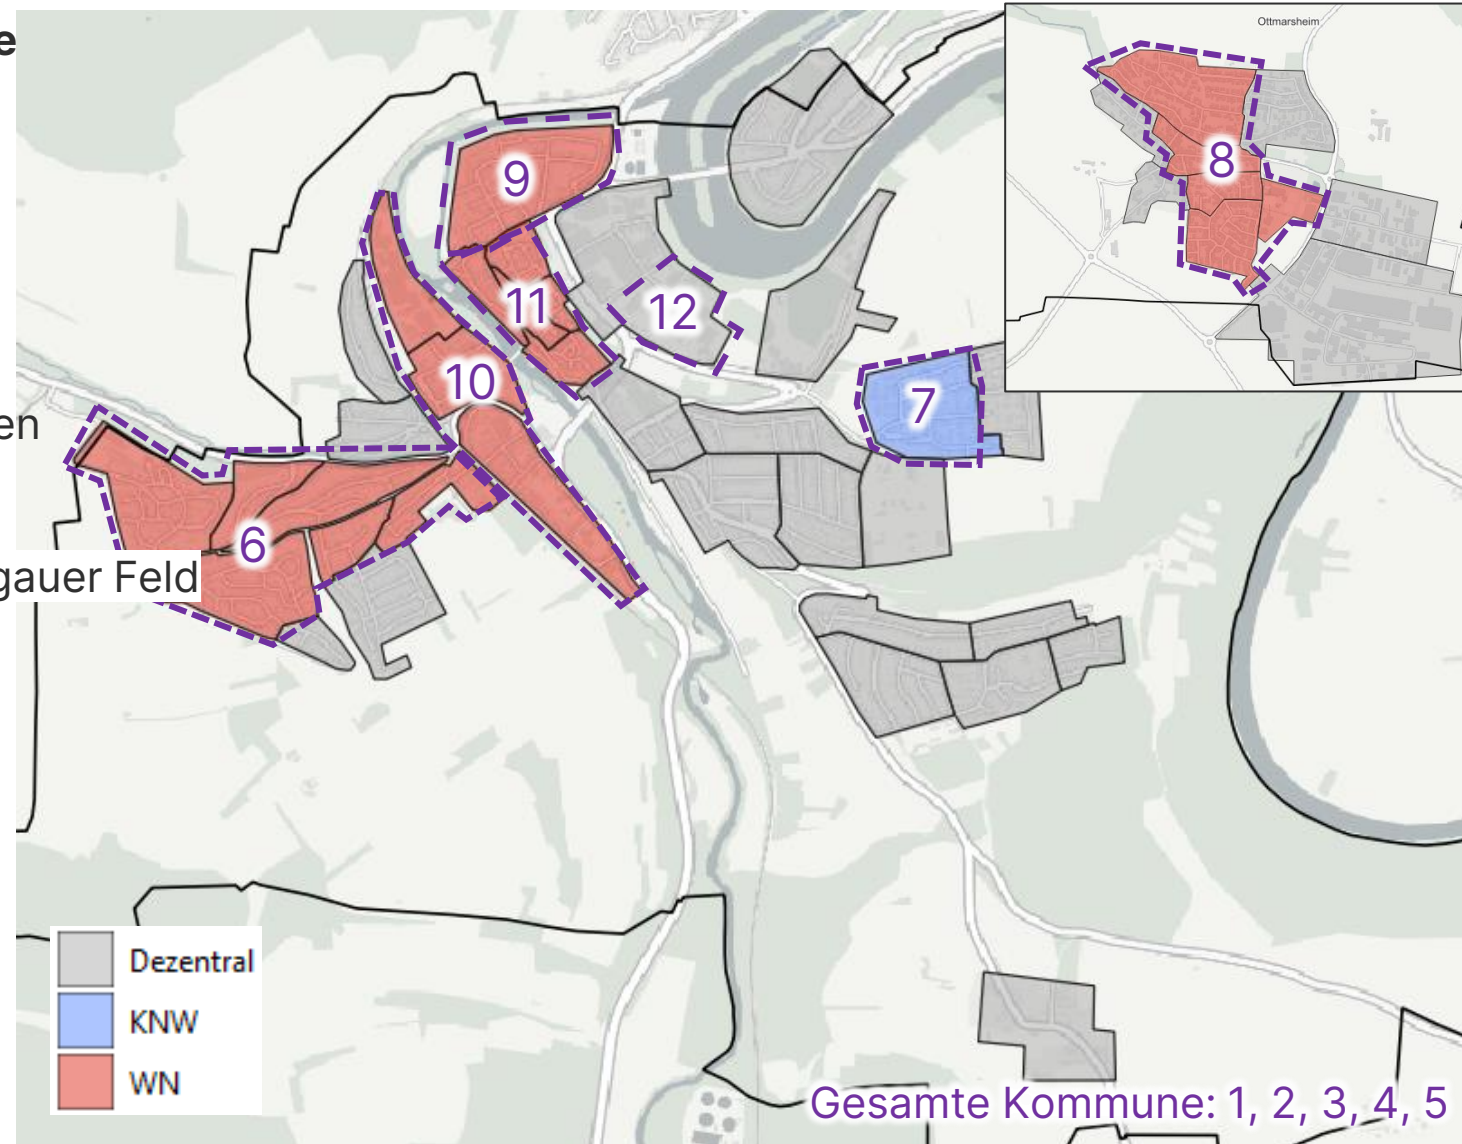 e
Ottmarsheim
8
9
11
12
10
7
en
6
gauer Feld
Dezentral
KNW
WN
Gesamte Kommune: 1, 2, 3, 4, 5